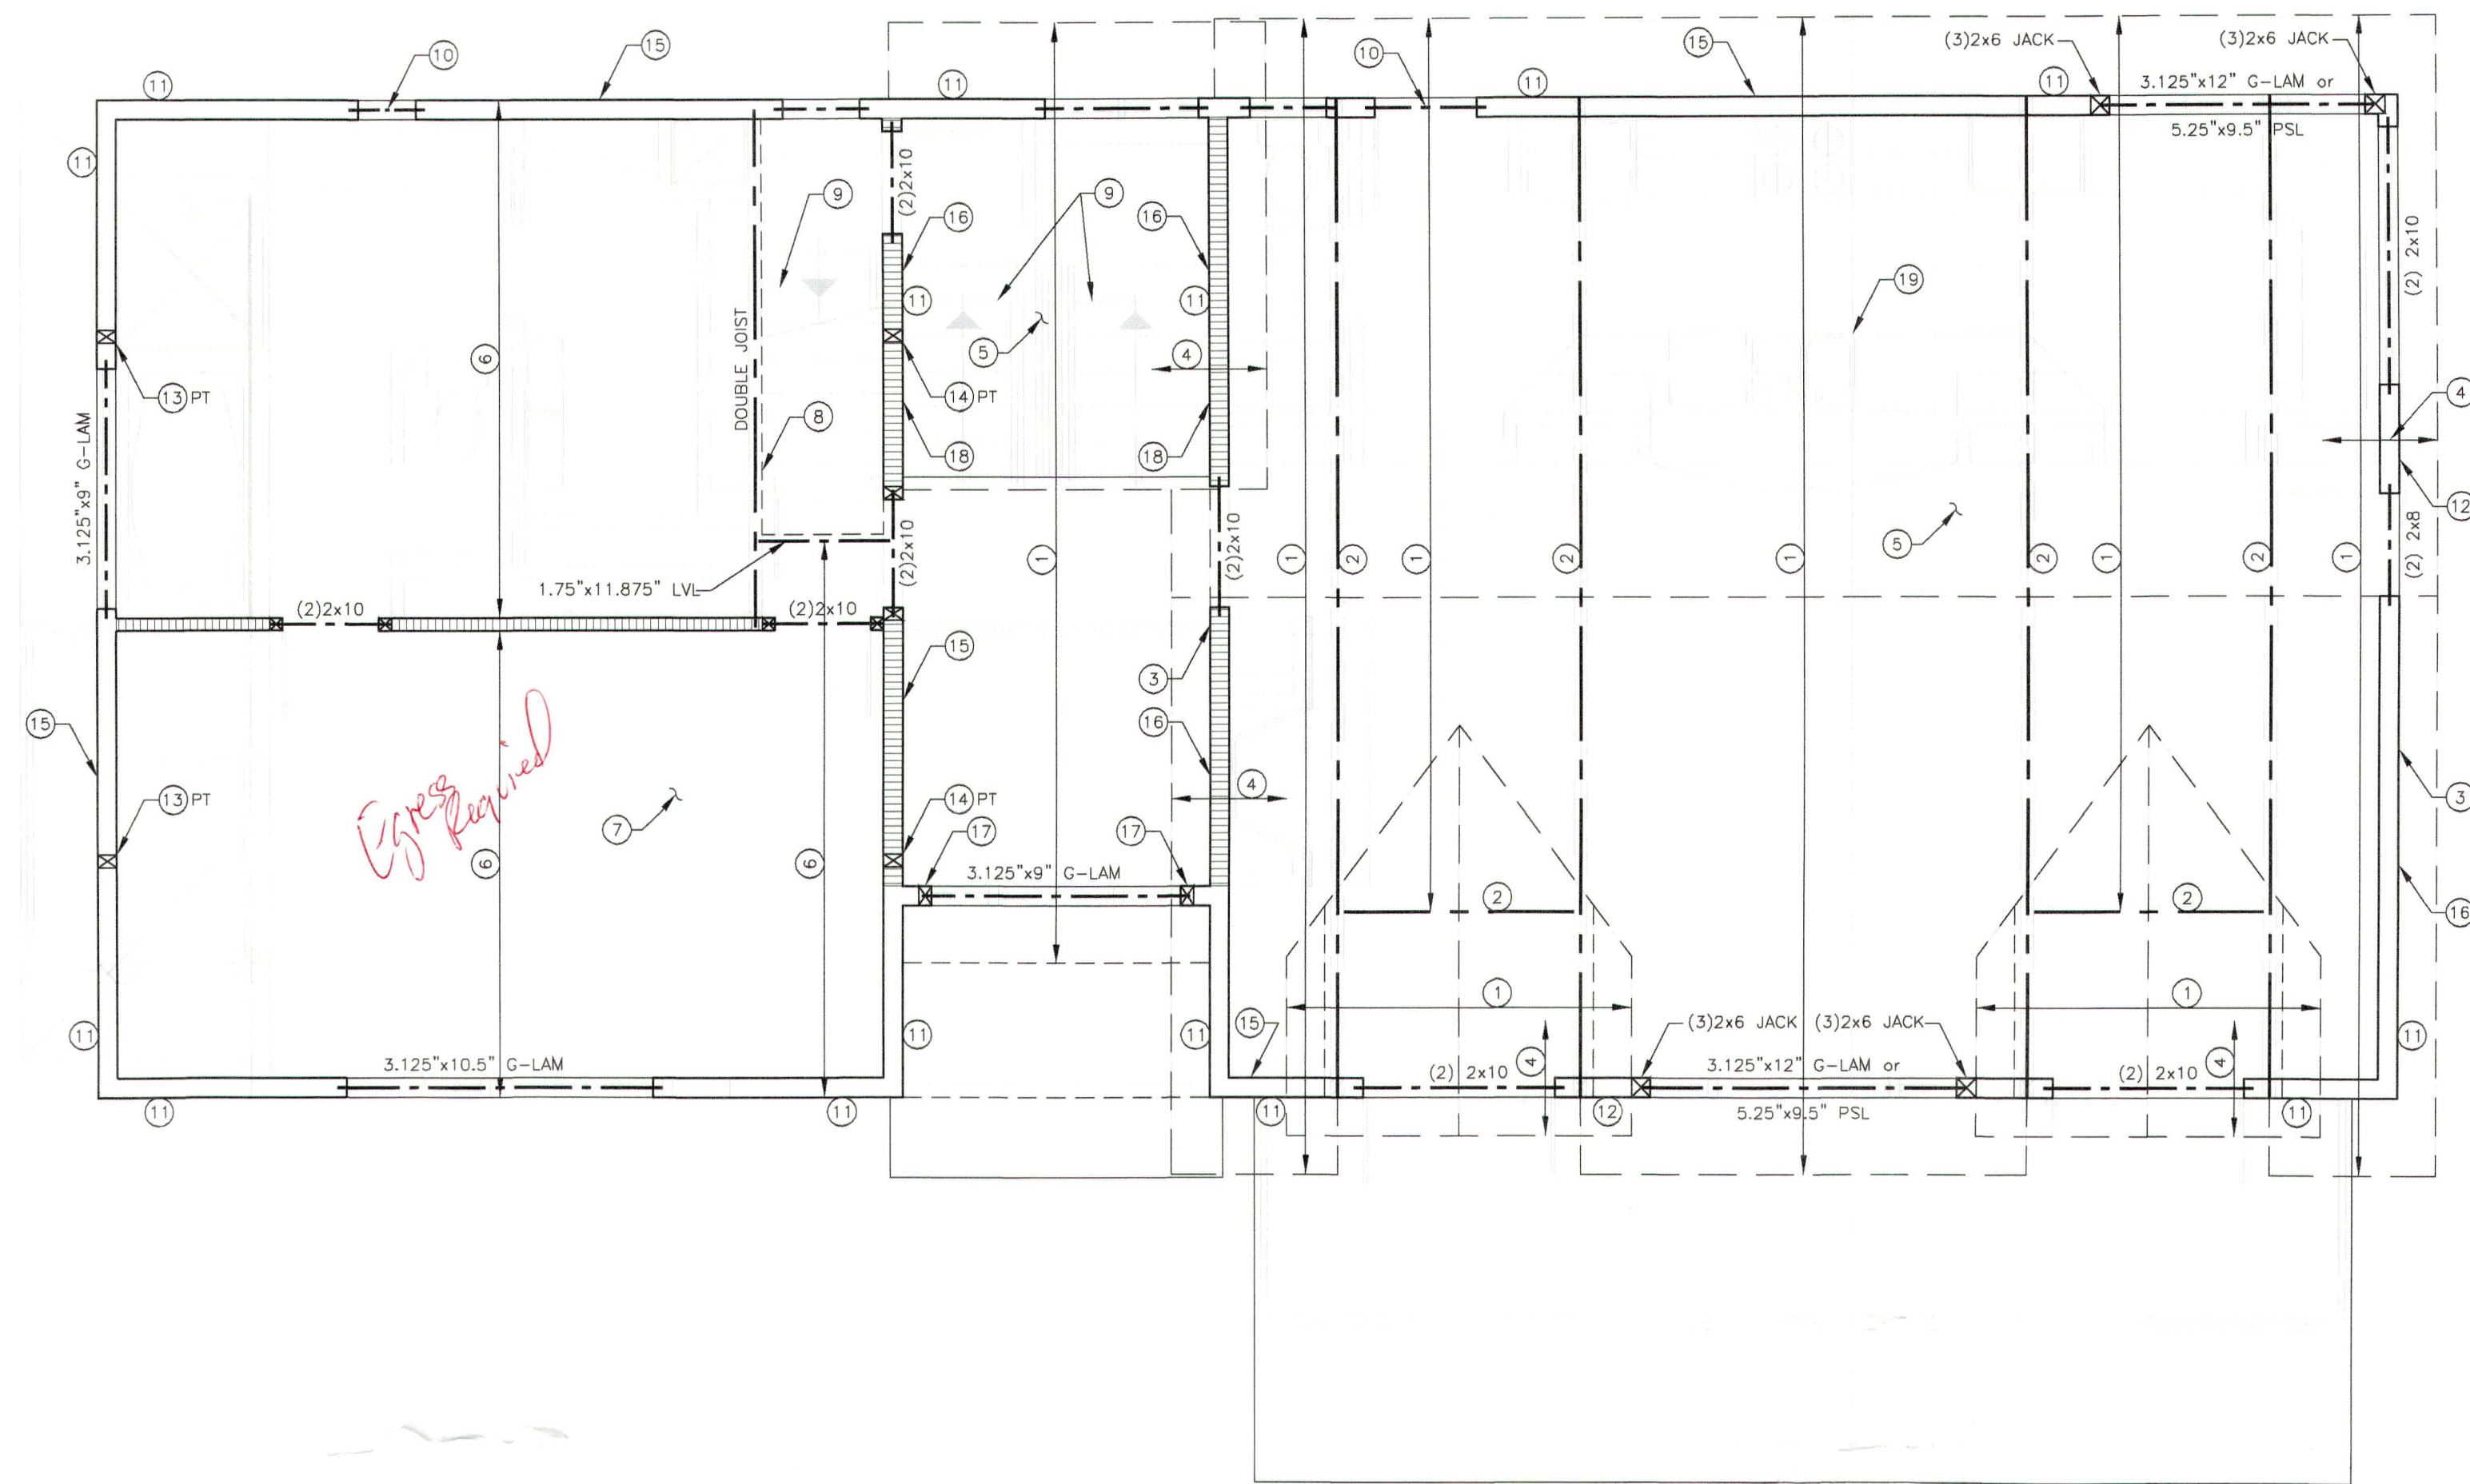 10
15
11
11
10
15
11
11
(3)2x6 JACK
(3)2x6 JACK
3.125"x12" G-LAM or
5.25"x9.5" PSL
11
(2)2x10
9
16
9
16
DOUBLE JOIST
11
11
19
(2) 2x10
6
5
4
13 PT
14 PT
4
8
18
18
3.125"x9" G-LAM
12
5
(2)2x10
(2)2x10
(2) 2x8
1.75"x11.875" LVL
1
1
2
1
2
1
2
1
2
1
(2)2x10
(2)2x10
15
3
16
15
13 PT
Egress
Required
7
6
6
14 PT
17
17
4
3
3.125"x9" G-LAM
2
2
16
1
1
11
11
11
15
(3)2x6 JACK
(3)2x6 JACK
4
4
11
3.125"x10.5" G-LAM
(2) 2x10
3.125"x12" G-LAM or
5.25"x9.5" PSL
(2) 2x10
11
11
11
12
11